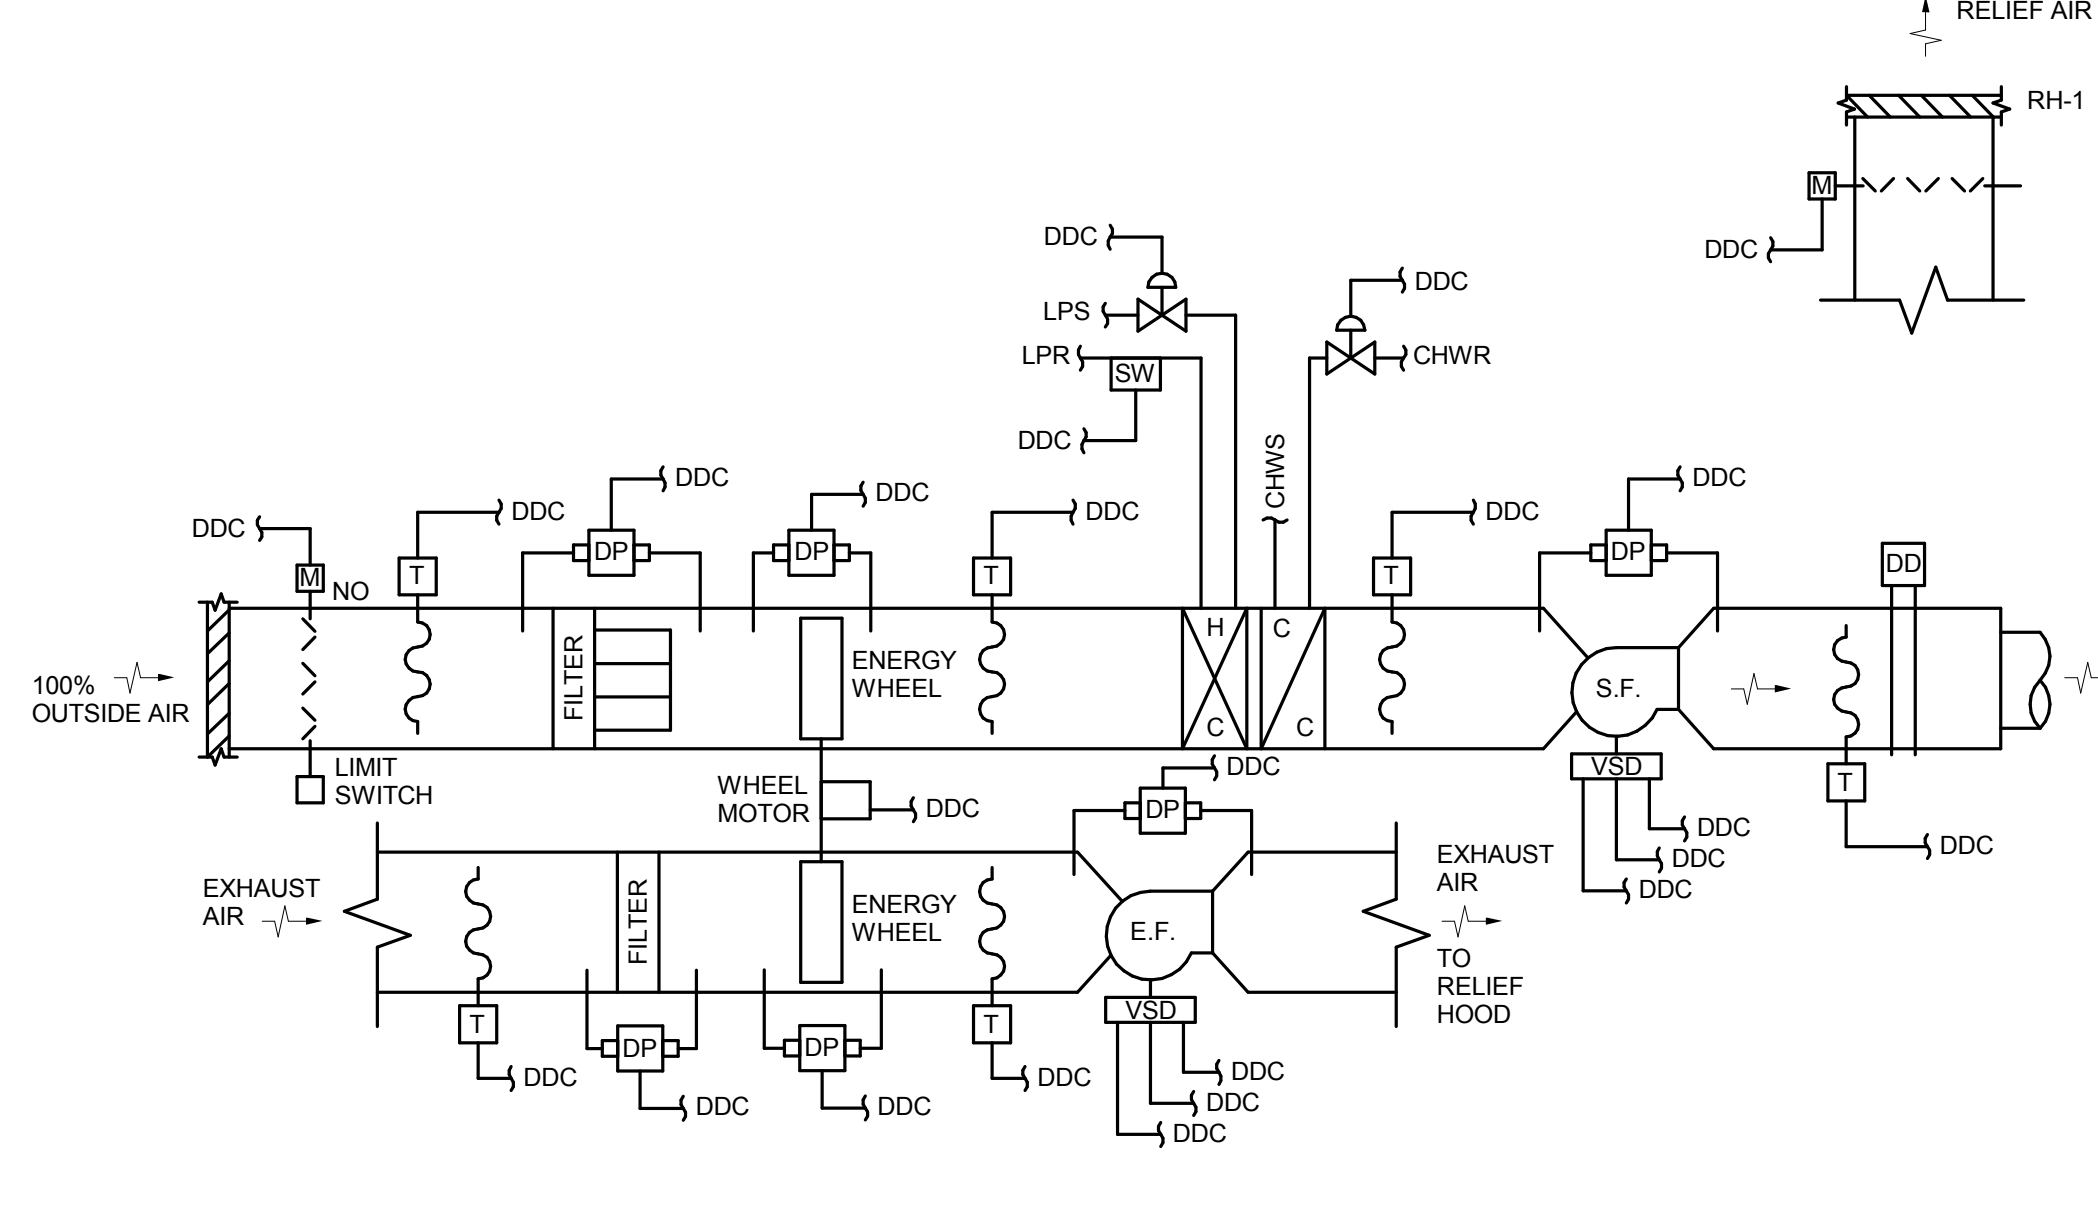 RELIEF AIR
RH-1
M
DDC
DDC
LPS
LPR
SW
DDC
DDC
CHWR
CHWS
DDC
M
NO
DDC
T
DDC
DP
DDC
DP
DDC
T
DDC
T
DDC
DP
DD
100%
OUTSIDE AIR
FILTER
ENERGY
WHEEL
H
C
C
C
S.F.
LIMIT
SWITCH
WHEEL
MOTOR
DDC
DDC
DP
VSD
DDC
DDC
DDC
T
DDC
EXHAUST
AIR
FILTER
ENERGY
WHEEL
E.F.
EXHAUST
AIR
TO
RELIEF
HOOD
T
DDC
DP
DDC
DP
DDC
T
DDC
VSD
DDC
DDC
DDC